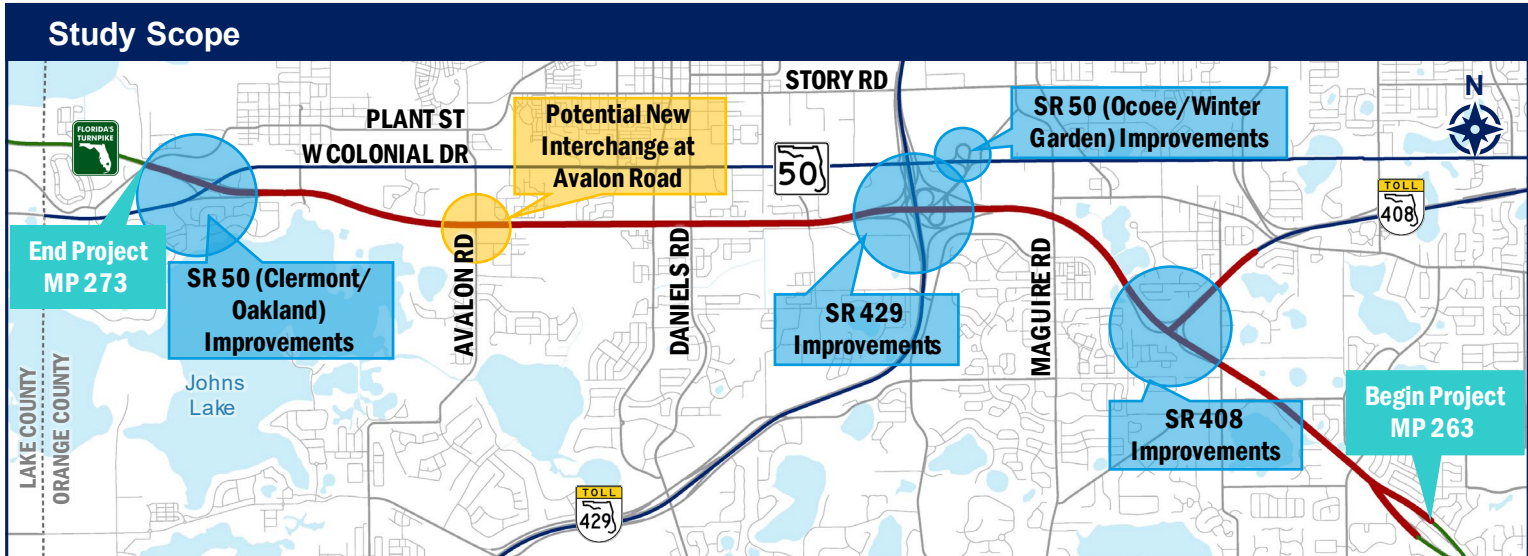 Study Scope
STORY RD
N
SR 50 (Ocoee/Winter
Garden) Improvements
Potential New
Interchange at
Avalon Road
PLANT ST
W COLONIAL DR
FLORIDA'S
TURNPIKE
50
TOLL
408
End Project
MP 273
SR 50 (Clermont/
Oakland)
Improvements
AVALON RD
DANIELS RD
SR 429
Improvements
MAGUIRE RD
SR 408
Improvements
Begin Project
MP 263
Johns
Lake
LAKE COUNTY
ORANGE COUNTY
TOLL
429